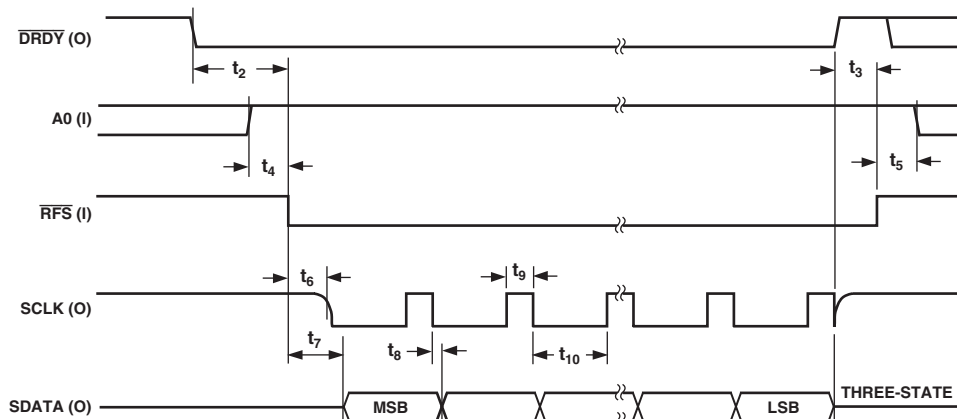 DRDY (O)
t2
t3
A0 (I)
t4
t5
RFS (I)
t6
t9
SCLK (O)
t7
t8
t10
SDATA (O)
MSB
LSB
THREE-STATE